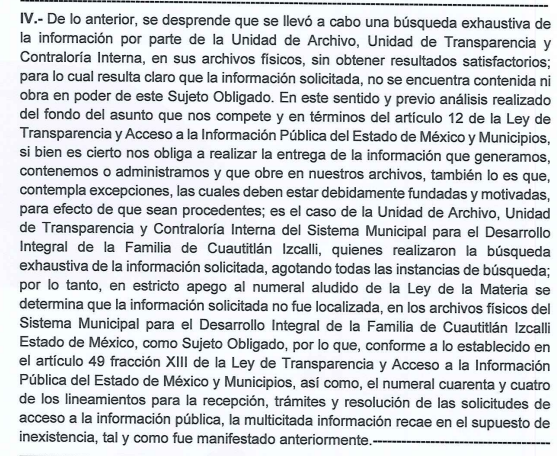 IV.- De lo anterior, se desprende que se llevó a cabo una búsqueda exhaustiva de
la información por parte de la Unidad de Archivo, Unidad de Transparencia y
Contraloría Interna, en sus archivos físicos, sin obtener resultados satisfactorios;
para lo cual resulta claro que la información solicitada, no se encuentra contenida ni
obra en poder de este Sujeto Obligado. En este sentido y previo análisis realizado
del fondo del asunto que nos compete y en términos del artículo 12 de la Ley de
Transparencia y Acceso a la Información Pública del Estado de México y Municipios,
si bien es cierto nos obliga a realizar la entrega de la información que generamos,
contenemos o administramos y que obre en nuestros archivos, también lo es que,
contempla excepciones, las cuales deben estar debidamente fundadas y motivadas,
para efecto de que sean procedentes; es el caso de la Unidad de Archivo, Unidad
de Transparencia y Contraloría Interna del Sistema Municipal para el Desarrollo
Integral de la Familia de Cuautitlán Izcalli, quienes realizaron la búsqueda
exhaustiva de la información solicitada, agotando todas las instancias de búsqueda;
por lo tanto, en estricto apego al numeral aludido de la Ley de la Materia se
determina que la información solicitada no fue localizada, en los archivos físicos del
Sistema Municipal para el Desarrollo Integral de la Familia de Cuautitlán Izcalli
Estado de México, como Sujeto Obligado, por lo que, conforme a lo establecido en
el artículo 49 fracción XIII de la Ley de Transparencia y Acceso a la Información
Pública del Estado de México y Municipios, así como, el numeral cuarenta y cuatro
de los lineamientos para la recepción, trámites y resolución de las solicitudes de
acceso a la información pública, la multicitada información recae en el supuesto de
inexistencia, tal y como fue manifestado anteriormente.------------------------------------